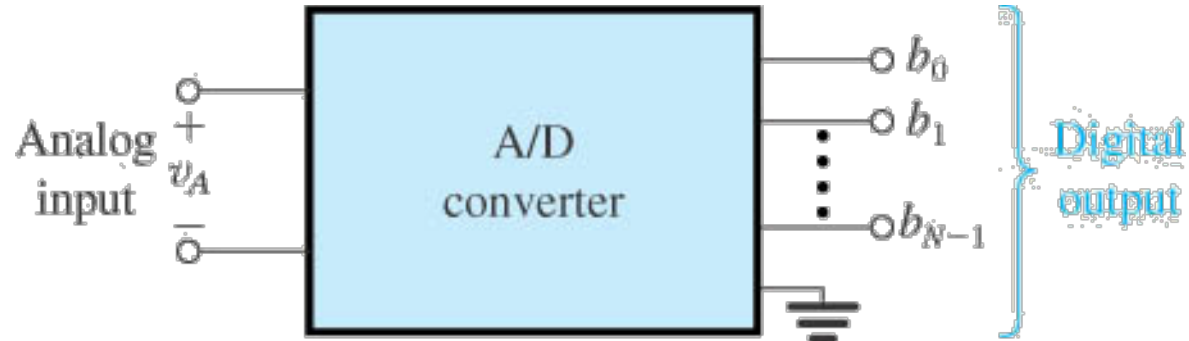 Analog
input
+
v_A
−
A/D
converter
b_0
b_1
b_{N−1}
Digital
output